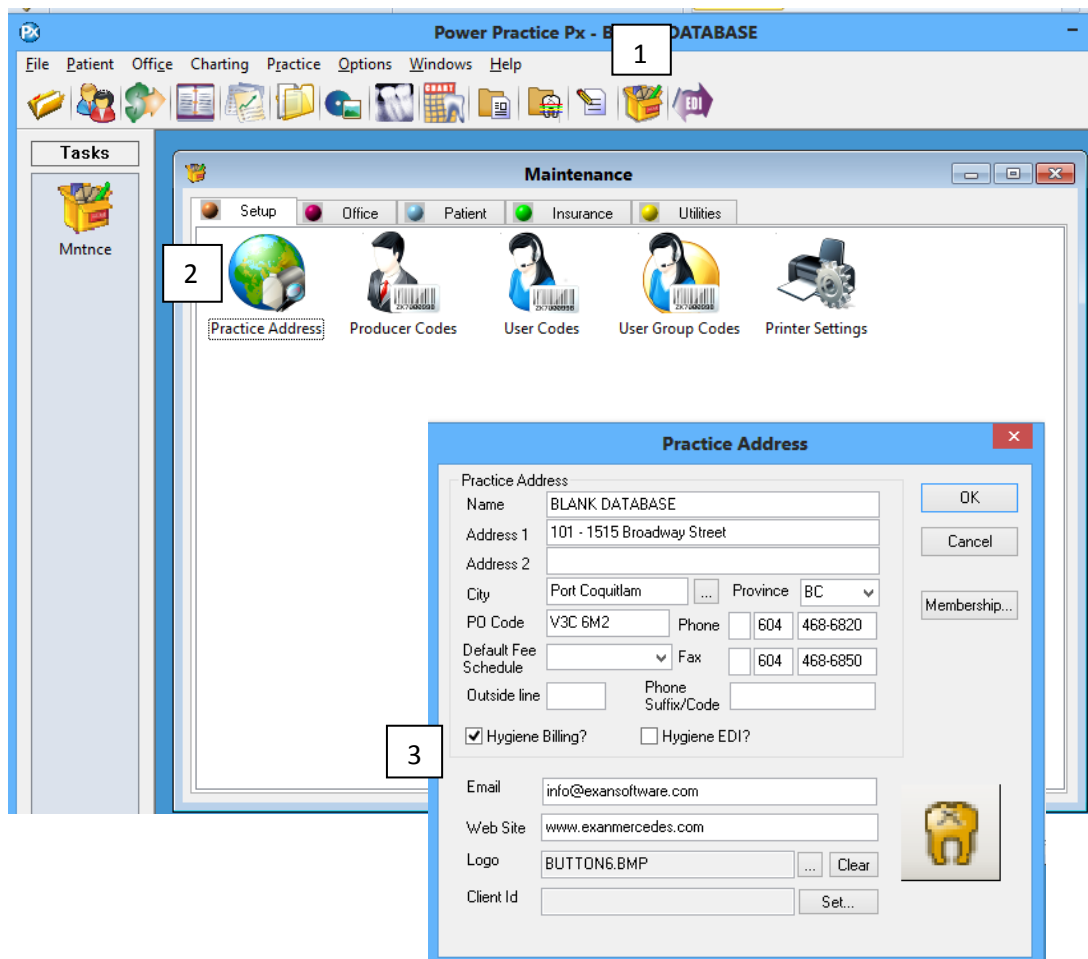 Power Practice Px - B DATABASE
1
File Patient Office Charting Practice Options Windows Help
EDI
Tasks
Mntnce
Maintenance
Setup Office Patient Insurance Utilities
2
Practice Address Producer Codes User Codes User Group Codes Printer Settings
Practice Address
Practice Address
Name BLANK DATABASE
Address 1 101 - 1515 Broadway Street
Address 2
City Port Coquitlam ... Province BC
PO Code V3C 6M2 Phone 604 468-6820
Default Fee Schedule Fax 604 468-6850
Outside line Phone Suffix/Code
3
Hygiene Billing? Hygiene EDI?
OK
Cancel
Membership...
Email info@exansoftware.com
Web Site www.exanmercedes.com
Logo BUTTON6.BMP ... Clear
Client Id Set...